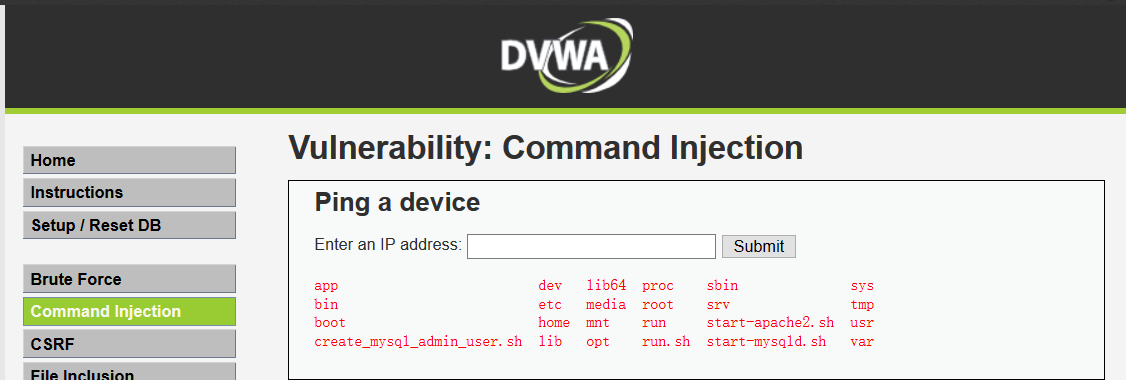 DVWA
Home
Instructions
Setup / Reset DB
Brute Force
Command Injection
CSRF
File Inclusion
Vulnerability: Command Injection
Ping a device
Enter an IP address: Submit
app dev lib64 proc sbin sys
bin etc media root srv tmp
boot home mnt run start-apache2.sh usr
create_mysql_admin_user.sh lib opt run.sh start-mysqld.sh var